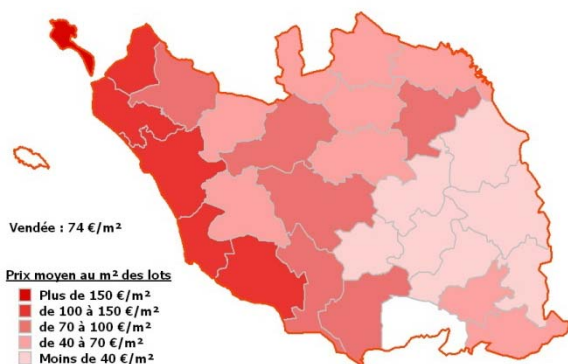 Vendée : 74 €/m²
Prix moyen au m² des lots
Plus de 150 €/m²
de 100 à 150 €/m²
de 70 à 100 €/m²
de 40 à 70 €/m²
Moins de 40 €/m²